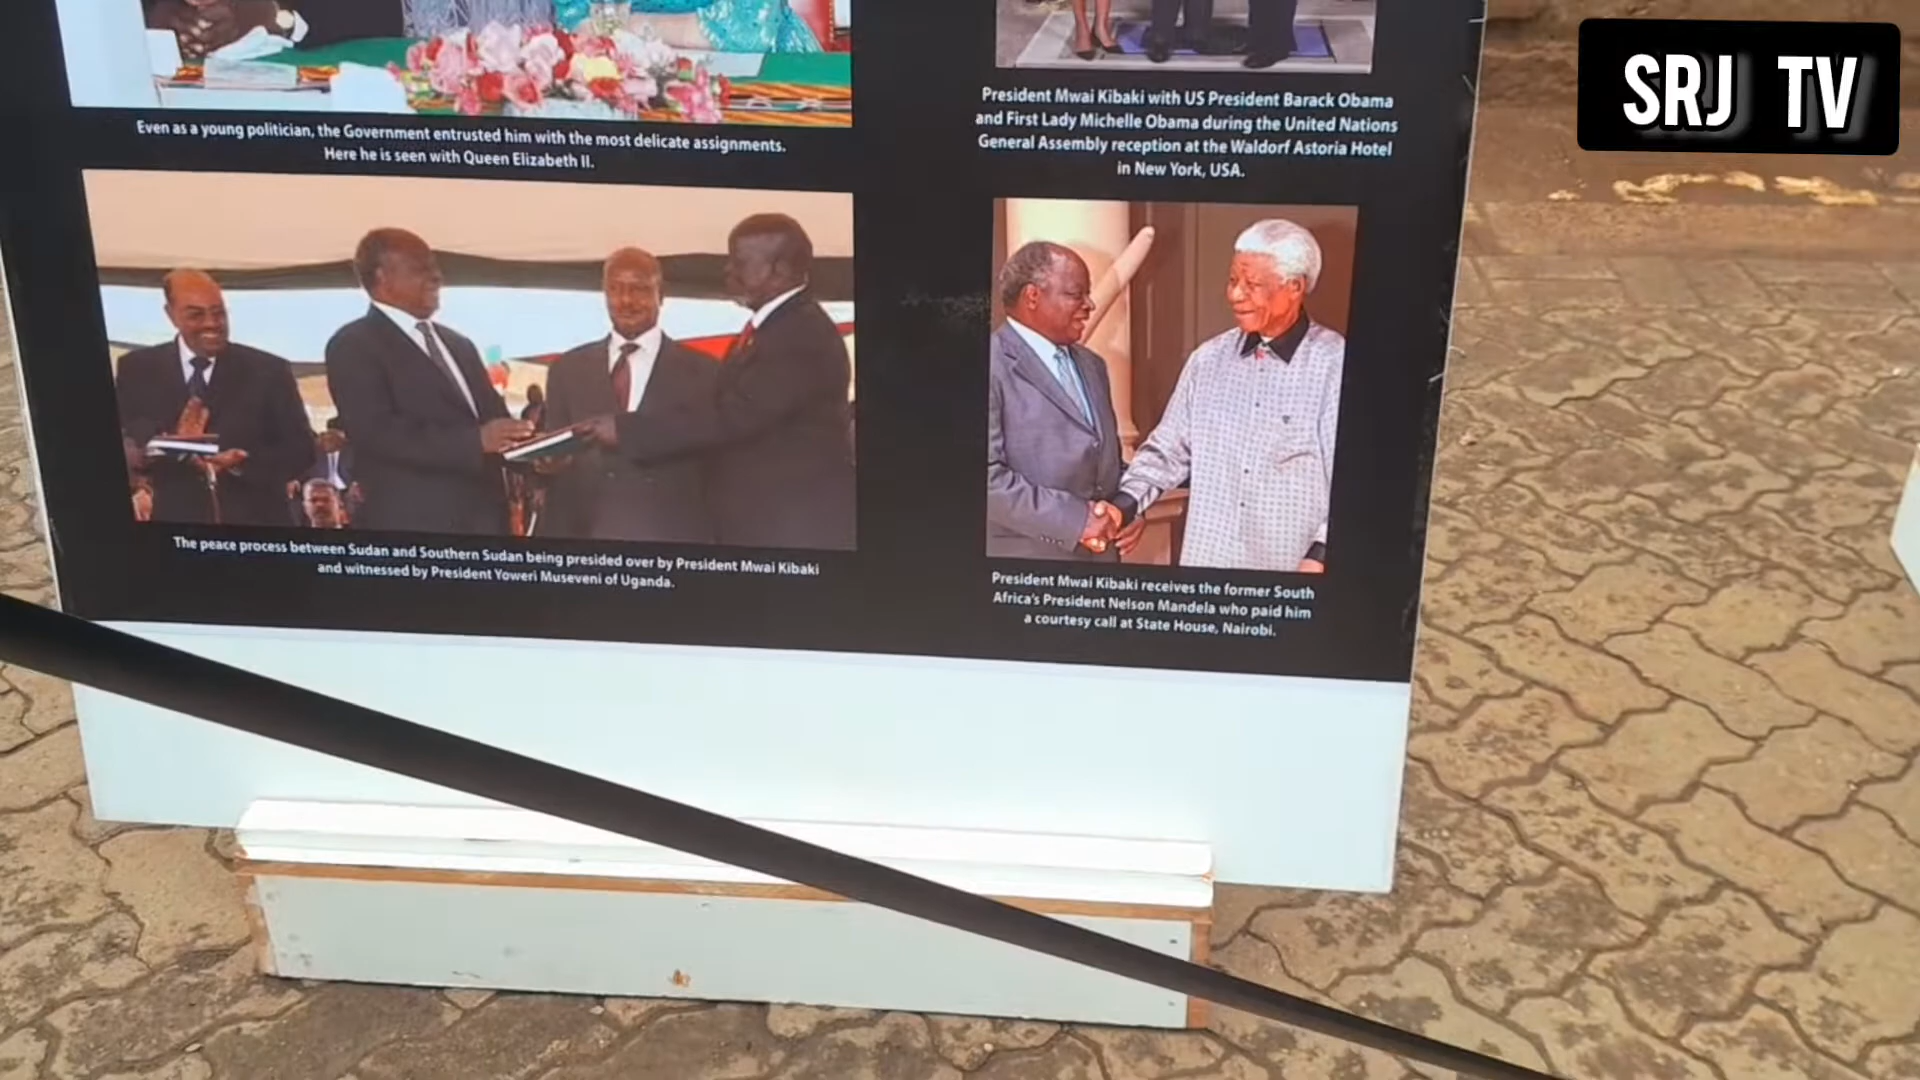 SRJ TV
Even as a young politician, the Government entrusted him with the most delicate assignments.
Here he is seen with Queen Elizabeth II.
President Mwai Kibaki with US President Barack Obama
and First Lady Michelle Obama during the United Nations
General Assembly reception at the Waldorf Astoria Hotel
in New York, USA.
The peace process between Sudan and Southern Sudan being presided over by President Mwai Kibaki
and witnessed by President Yoweri Museveni of Uganda.
President Mwai Kibaki receives the former South
Africa's President Nelson Mandela who paid him
a courtesy call at State House, Nairobi.